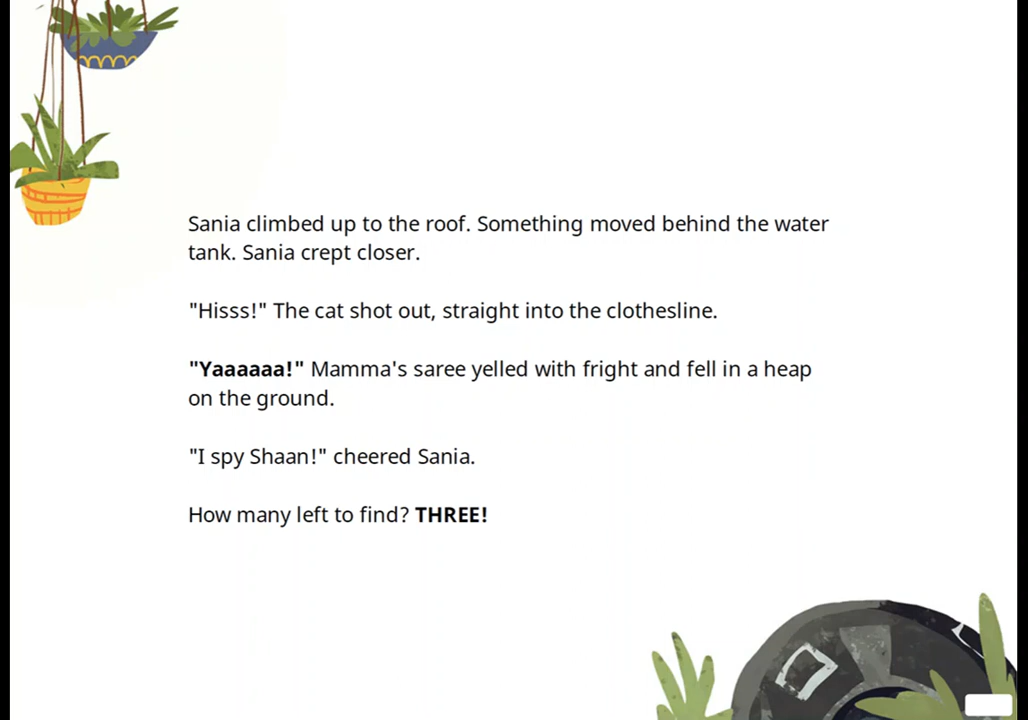 Sania climbed up to the roof. Something moved behind the water
tank. Sania crept closer.
"Hisss!" The cat shot out, straight into the clothesline.
"Yaaaaaa!" Mamma's saree yelled with fright and fell in a heap
on the ground.
"I spy Shaan!" cheered Sania.
How many left to find? THREE!